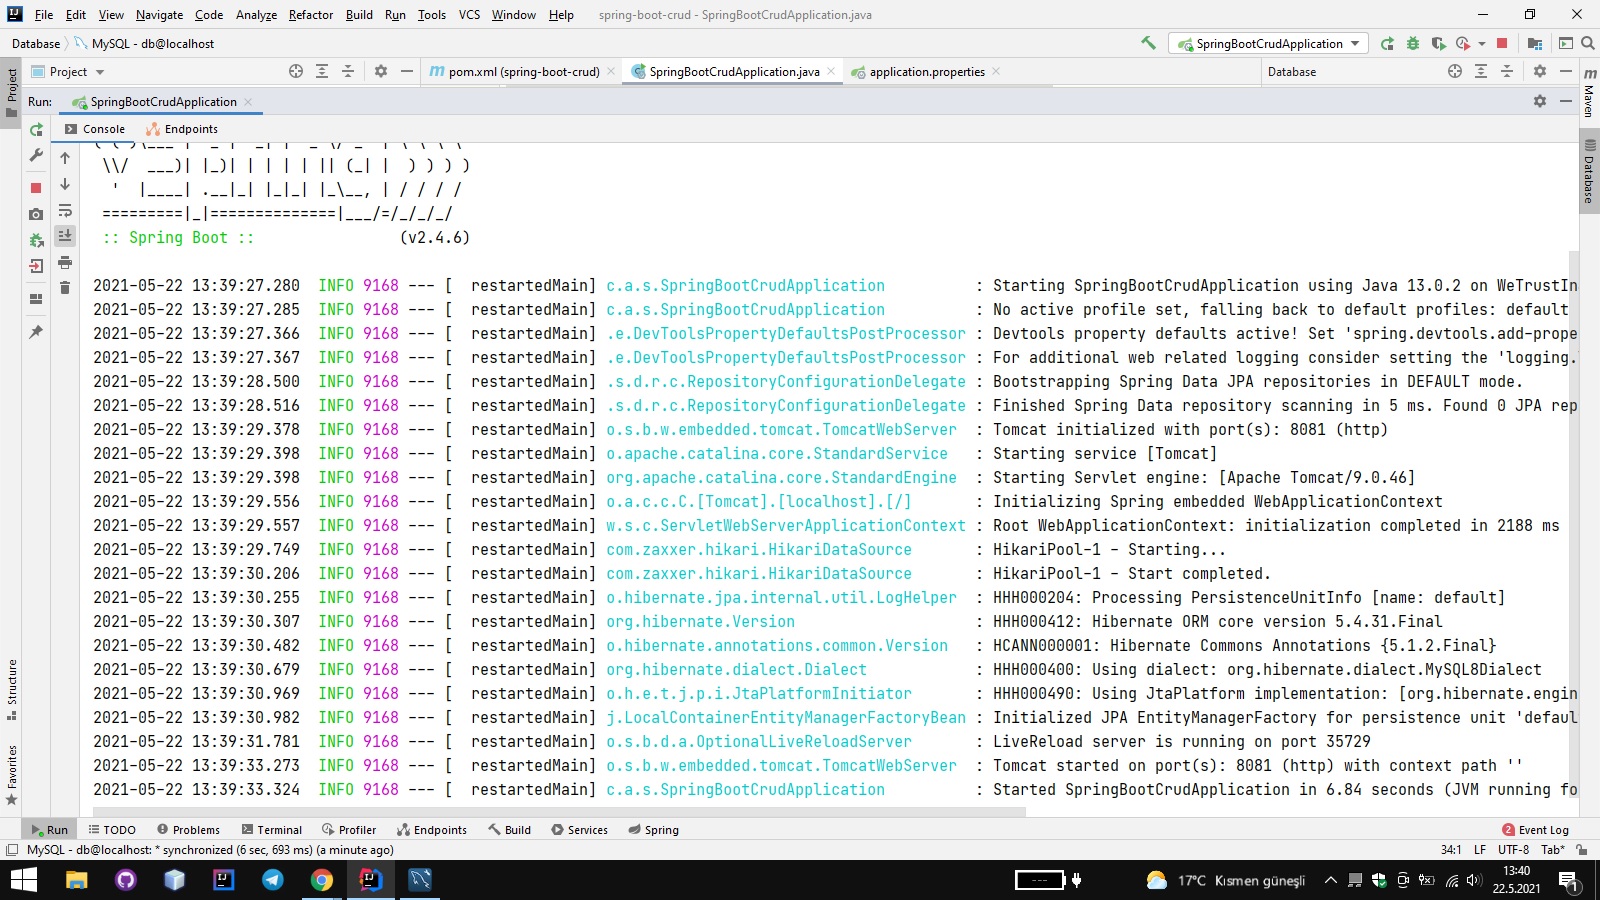 File Edit View Navigate Code Analyze Refactor Build Run Tools VCS Window Help spring-boot-crud - SpringBootCrudApplication.java
Database MySQL - db@localhost SpringBootCrudApplication
Project pom.xml (spring-boot-crud) SpringBootCrudApplication.java application.properties Database
Project
Maven
Database
Structure
Favorites
Run: SpringBootCrudApplication
Console Endpoints
\\/  ___)| |_)| | | | | || (_| |  ) ) ) )
'  |____| .__|_| |_|_| |_\__, | / / / /
=========|_|==============|___/=/_/_/_/
:: Spring Boot :: (v2.4.6)
2021-05-22 13:39:27.280 INFO 9168 --- [ restartedMain] c.a.s.SpringBootCrudApplication : Starting SpringBootCrudApplication using Java 13.0.2 on WeTrustIn
2021-05-22 13:39:27.285 INFO 9168 --- [ restartedMain] c.a.s.SpringBootCrudApplication : No active profile set, falling back to default profiles: default
2021-05-22 13:39:27.366 INFO 9168 --- [ restartedMain] .e.DevToolsPropertyDefaultsPostProcessor : Devtools property defaults active! Set 'spring.devtools.add-prope
2021-05-22 13:39:27.367 INFO 9168 --- [ restartedMain] .e.DevToolsPropertyDefaultsPostProcessor : For additional web related logging consider setting the 'logging.
2021-05-22 13:39:28.500 INFO 9168 --- [ restartedMain] .s.d.r.c.RepositoryConfigurationDelegate : Bootstrapping Spring Data JPA repositories in DEFAULT mode.
2021-05-22 13:39:28.516 INFO 9168 --- [ restartedMain] .s.d.r.c.RepositoryConfigurationDelegate : Finished Spring Data repository scanning in 5 ms. Found 0 JPA rep
2021-05-22 13:39:29.378 INFO 9168 --- [ restartedMain] o.s.b.w.embedded.tomcat.TomcatWebServer : Tomcat initialized with port(s): 8081 (http)
2021-05-22 13:39:29.398 INFO 9168 --- [ restartedMain] o.apache.catalina.core.StandardService : Starting service [Tomcat]
2021-05-22 13:39:29.398 INFO 9168 --- [ restartedMain] org.apache.catalina.core.StandardEngine : Starting Servlet engine: [Apache Tomcat/9.0.46]
2021-05-22 13:39:29.556 INFO 9168 --- [ restartedMain] o.a.c.c.C.[Tomcat].[localhost].[/] : Initializing Spring embedded WebApplicationContext
2021-05-22 13:39:29.557 INFO 9168 --- [ restartedMain] w.s.c.ServletWebServerApplicationContext : Root WebApplicationContext: initialization completed in 2188 ms
2021-05-22 13:39:29.749 INFO 9168 --- [ restartedMain] com.zaxxer.hikari.HikariDataSource : HikariPool-1 - Starting...
2021-05-22 13:39:30.206 INFO 9168 --- [ restartedMain] com.zaxxer.hikari.HikariDataSource : HikariPool-1 - Start completed.
2021-05-22 13:39:30.255 INFO 9168 --- [ restartedMain] o.hibernate.jpa.internal.util.LogHelper : HHH000204: Processing PersistenceUnitInfo [name: default]
2021-05-22 13:39:30.307 INFO 9168 --- [ restartedMain] org.hibernate.Version : HHH000412: Hibernate ORM core version 5.4.31.Final
2021-05-22 13:39:30.482 INFO 9168 --- [ restartedMain] o.hibernate.annotations.common.Version : HCANN000001: Hibernate Commons Annotations {5.1.2.Final}
2021-05-22 13:39:30.679 INFO 9168 --- [ restartedMain] org.hibernate.dialect.Dialect : HHH000400: Using dialect: org.hibernate.dialect.MySQL8Dialect
2021-05-22 13:39:30.969 INFO 9168 --- [ restartedMain] o.h.e.t.j.p.i.JtaPlatformInitiator : HHH000490: Using JtaPlatform implementation: [org.hibernate.engin
2021-05-22 13:39:30.982 INFO 9168 --- [ restartedMain] j.LocalContainerEntityManagerFactoryBean : Initialized JPA EntityManagerFactory for persistence unit 'defaul
2021-05-22 13:39:31.781 INFO 9168 --- [ restartedMain] o.s.b.d.a.OptionalLiveReloadServer : LiveReload server is running on port 35729
2021-05-22 13:39:33.273 INFO 9168 --- [ restartedMain] o.s.b.w.embedded.tomcat.TomcatWebServer : Tomcat started on port(s): 8081 (http) with context path ''
2021-05-22 13:39:33.324 INFO 9168 --- [ restartedMain] c.a.s.SpringBootCrudApplication : Started SpringBootCrudApplication in 6.84 seconds (JVM running fo
Run TODO Problems Terminal Profiler Endpoints Build Services Spring 2 Event Log
MySQL - db@localhost: * synchronized (6 sec, 693 ms) (a minute ago) 34:1 LF UTF-8 Tab*
17°C Kısmen güneşli 13:40
22.5.2021 1